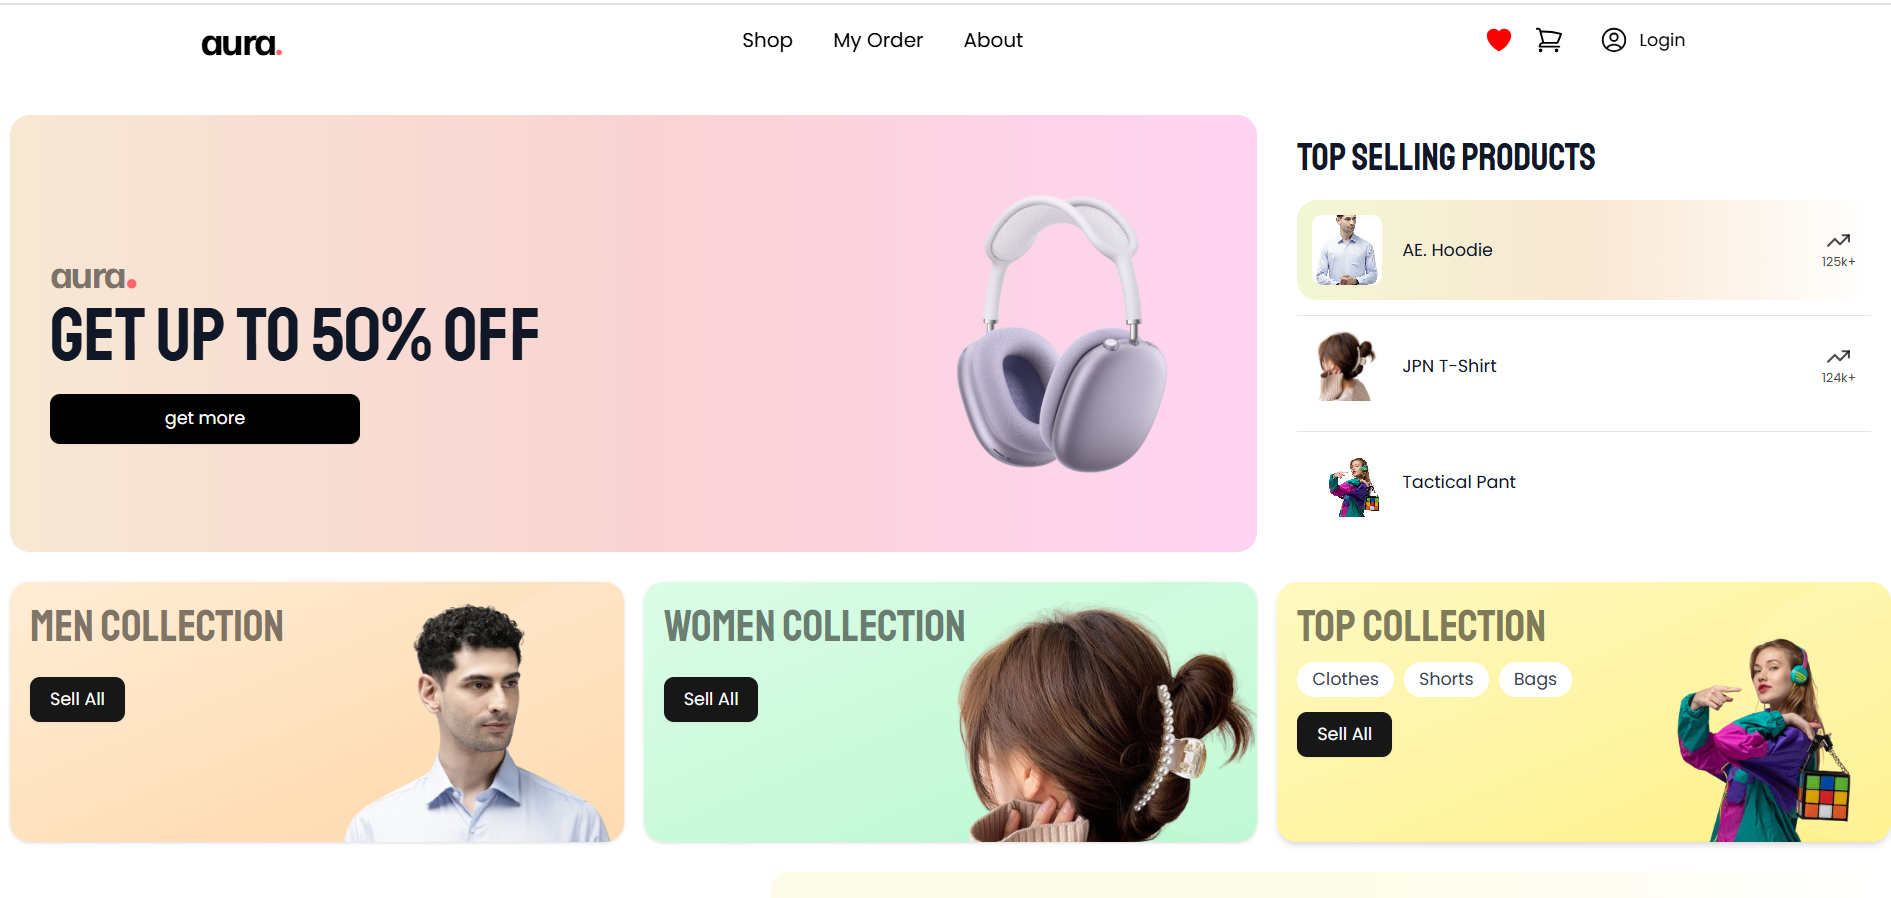 aura.
Shop
My Order
About
Login
aura.
GET UP TO 50% OFF
get more
TOP SELLING PRODUCTS
AE. Hoodie
125k+
JPN T-Shirt
124k+
Tactical Pant
MEN COLLECTION
Sell All
WOMEN COLLECTION
Sell All
TOP COLLECTION
Clothes
Shorts
Bags
Sell All